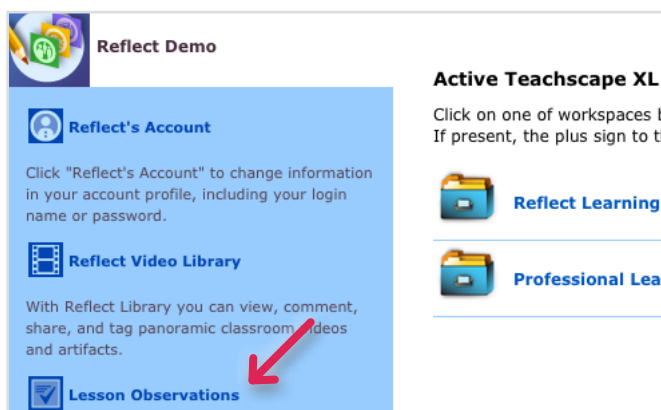 Reflect Demo
Reflect's Account
Click "Reflect's Account" to change information
in your account profile, including your login
name or password.
Reflect Video Library
With Reflect Library you can view, comment,
share, and tag panoramic classroom videos
and artifacts.
Lesson Observations
Active Teachscape XL
Click on one of workspaces
If present, the plus sign to
Reflect Learning
Professional